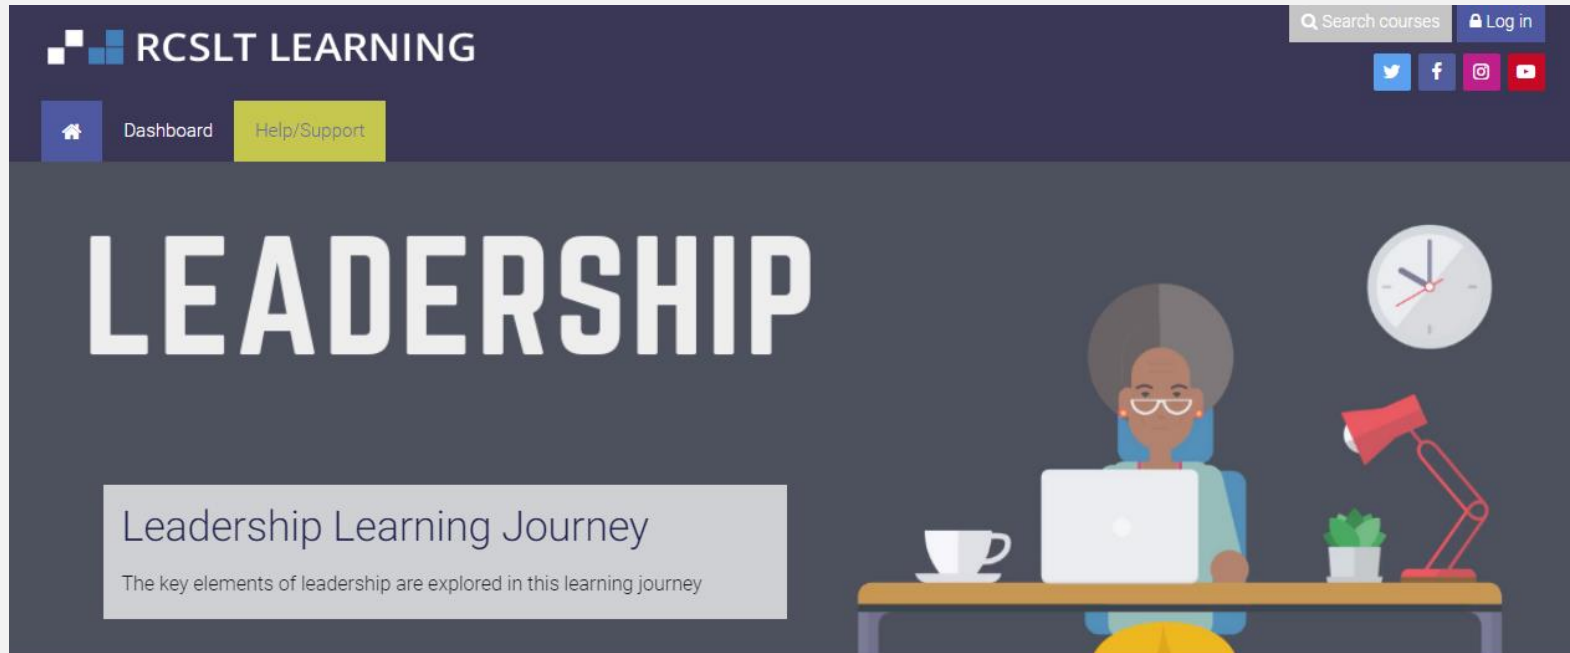 RCSLT LEARNING
Search courses
Log in
Dashboard
Help/Support
LEADERSHIP
Leadership Learning Journey
The key elements of leadership are explored in this learning journey